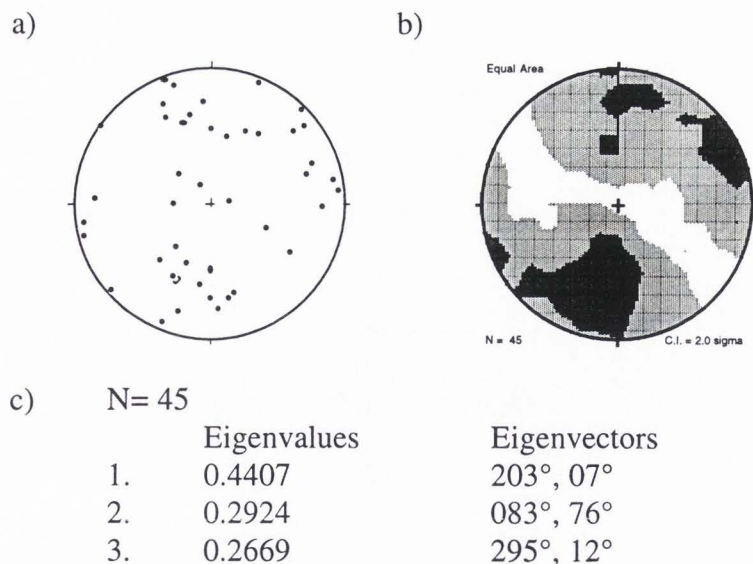 a)
b)
Equal Area
N = 45
C.I. = 2.0 sigma
c) N= 45
Eigenvalues Eigenvectors
1. 0.4407 203°, 07°
2. 0.2924 083°, 76°
3. 0.2669 295°, 12°